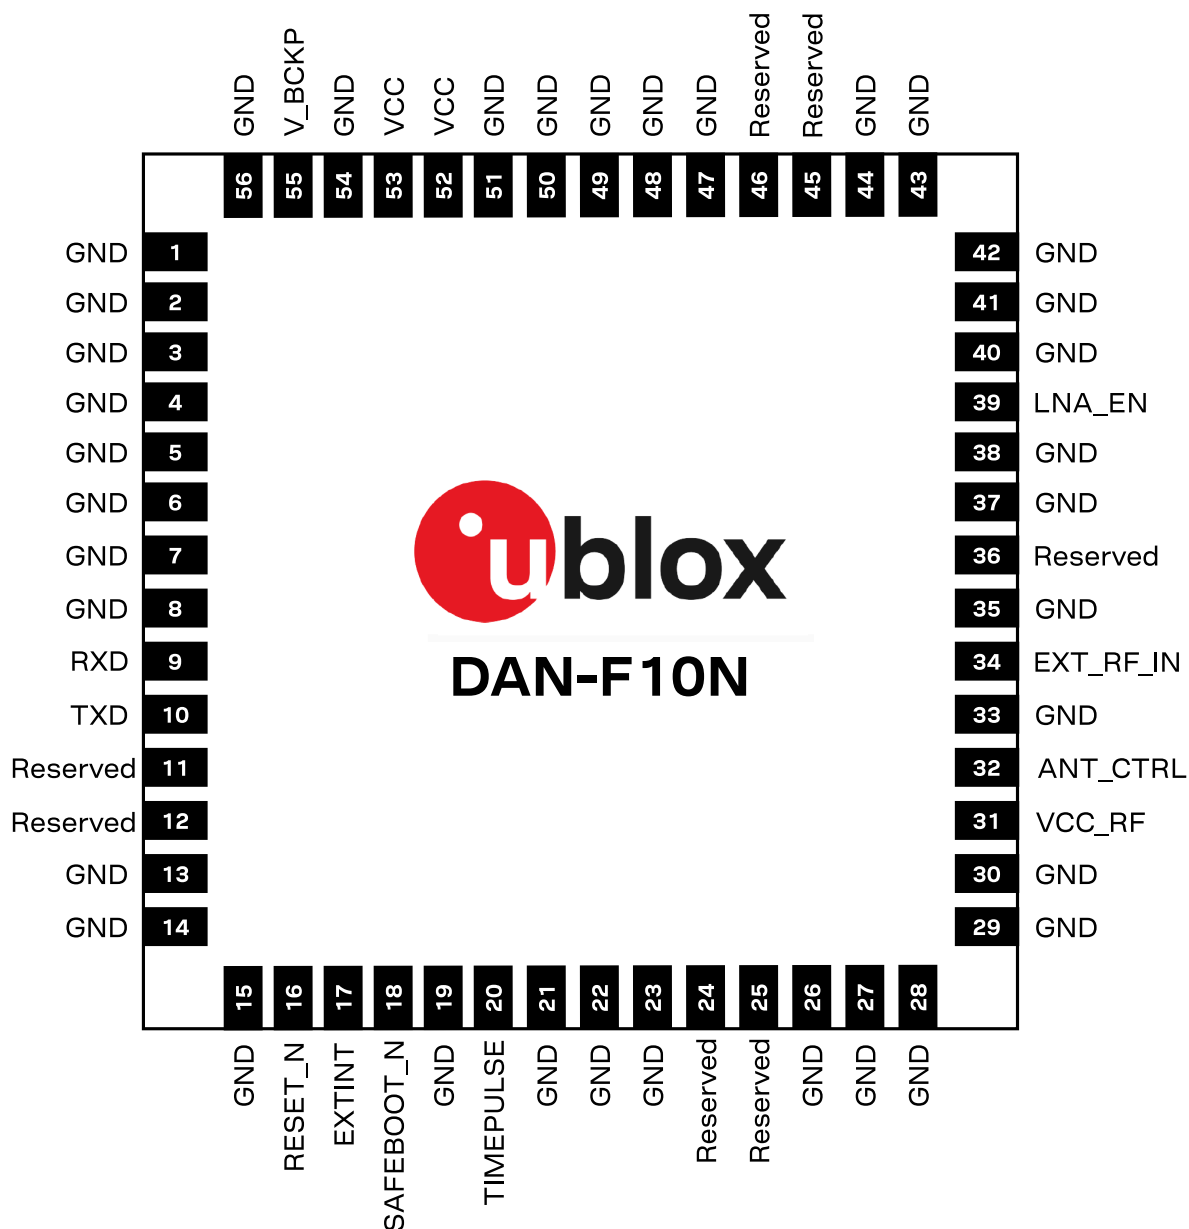 GND V_BCKP GND VCC VCC GND GND GND GND GND Reserved Reserved GND GND
56 55 54 53 52 51 50 49 48 47 46 45 44 43
GND 1 42 GND
GND 2 41 GND
GND 3 40 GND
GND 4 39 LNA_EN
GND 5 38 GND
GND 6 37 GND
GND 7 36 Reserved
GND 8 35 GND
ublox
RXD 9 34 EXT_RF_IN
DAN-F10N
TXD 10 33 GND
Reserved 11 32 ANT_CTRL
Reserved 12 31 VCC_RF
GND 13 30 GND
GND 14 29 GND
15 16 17 18 19 20 21 22 23 24 25 26 27 28
GND RESET_N EXTINT SAFEBOOT_N GND TIMEPULSE GND GND GND Reserved Reserved GND GND GND